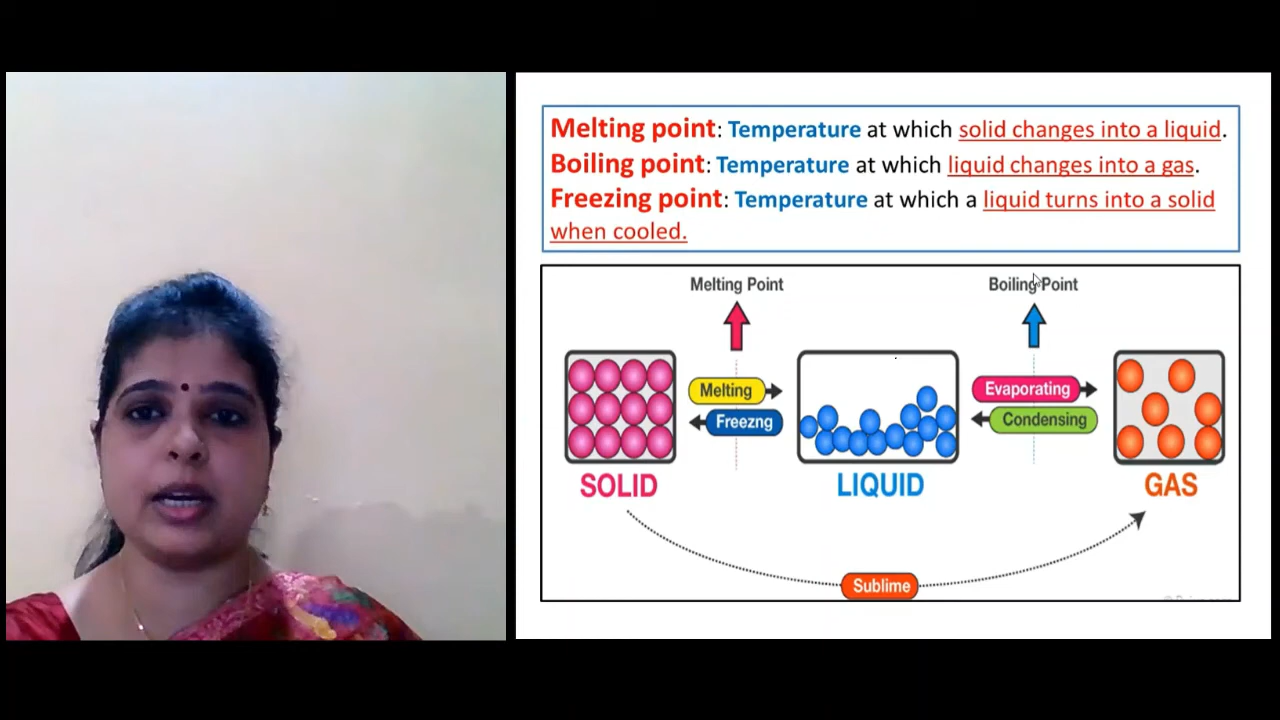 Melting point: Temperature at which solid changes into a liquid.
Boiling point: Temperature at which liquid changes into a gas.
Freezing point: Temperature at which a liquid turns into a solid
when cooled.
Melting Point
Boiling Point
Melting
Freezng
Evaporating
Condensing
SOLID
LIQUID
GAS
Sublime